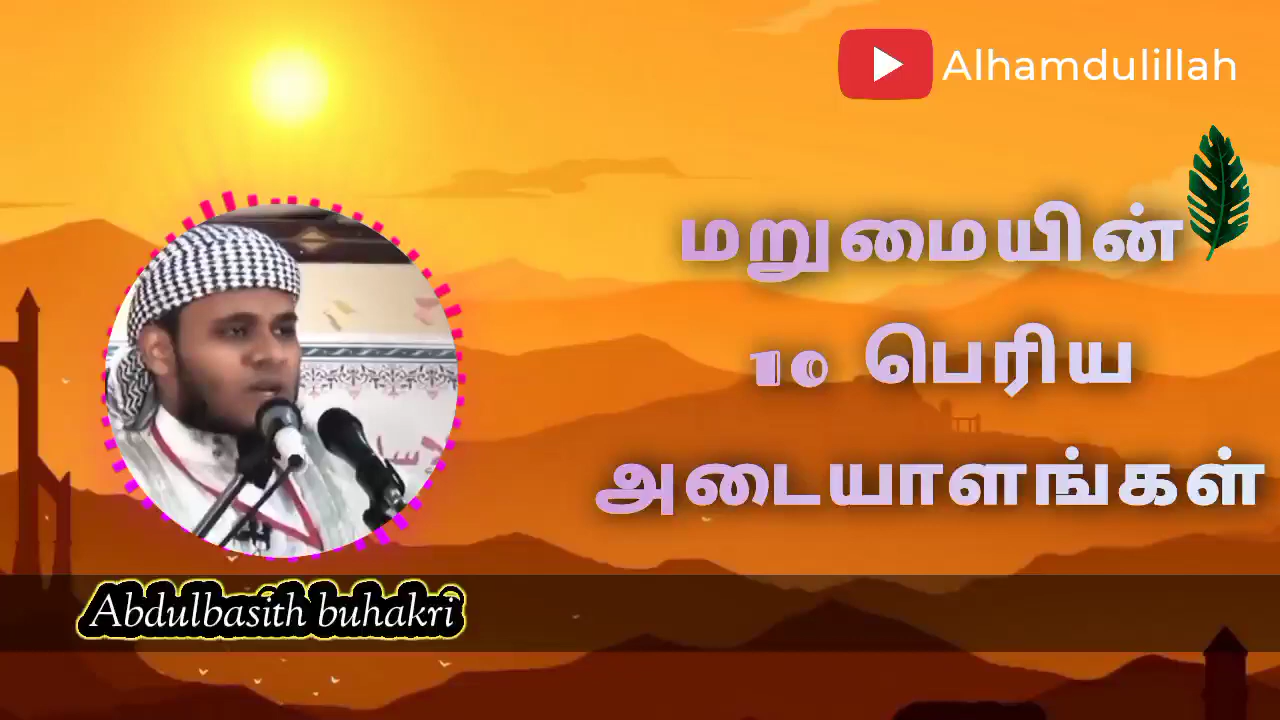 Alhamdulillah
மறுமையின்
10 பெரிய
அடையாளங்கள்
Abdulbasith buhakri